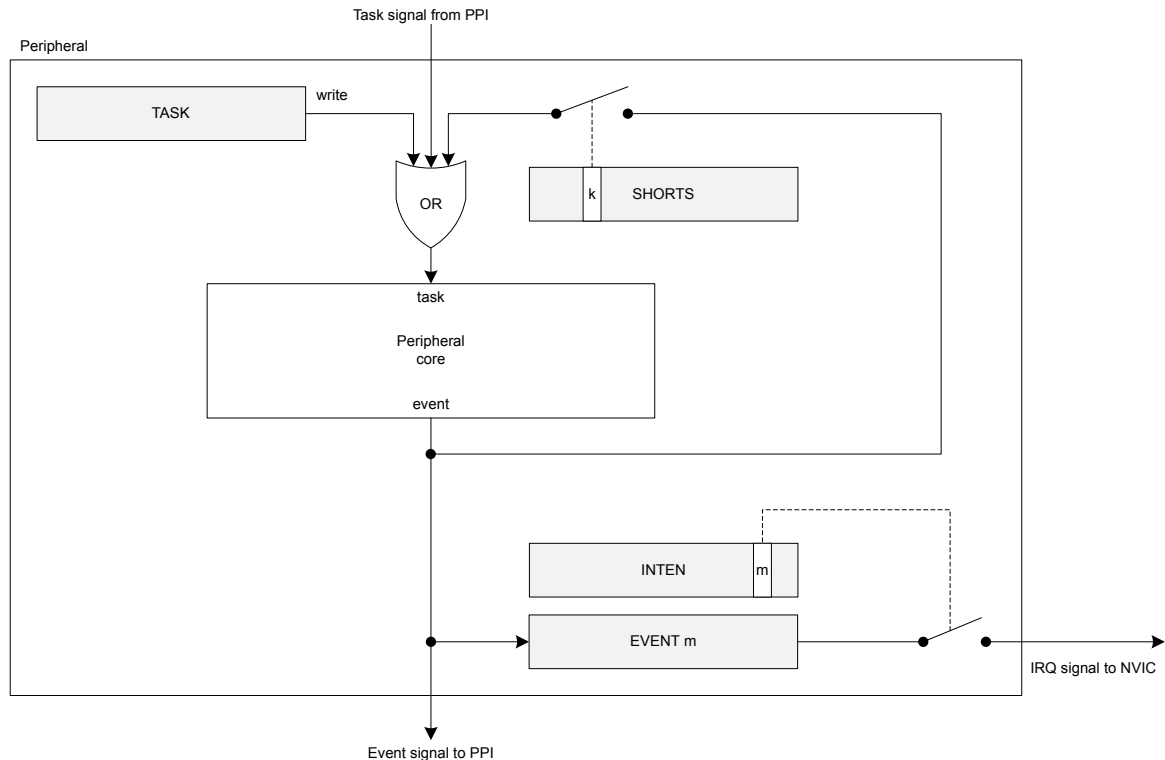 Task signal from PPI
Peripheral
write
TASK
k
SHORTS
OR
task
Peripheral
core
event
INTEN
m
EVENT m
IRQ signal to NVIC
Event signal to PPI